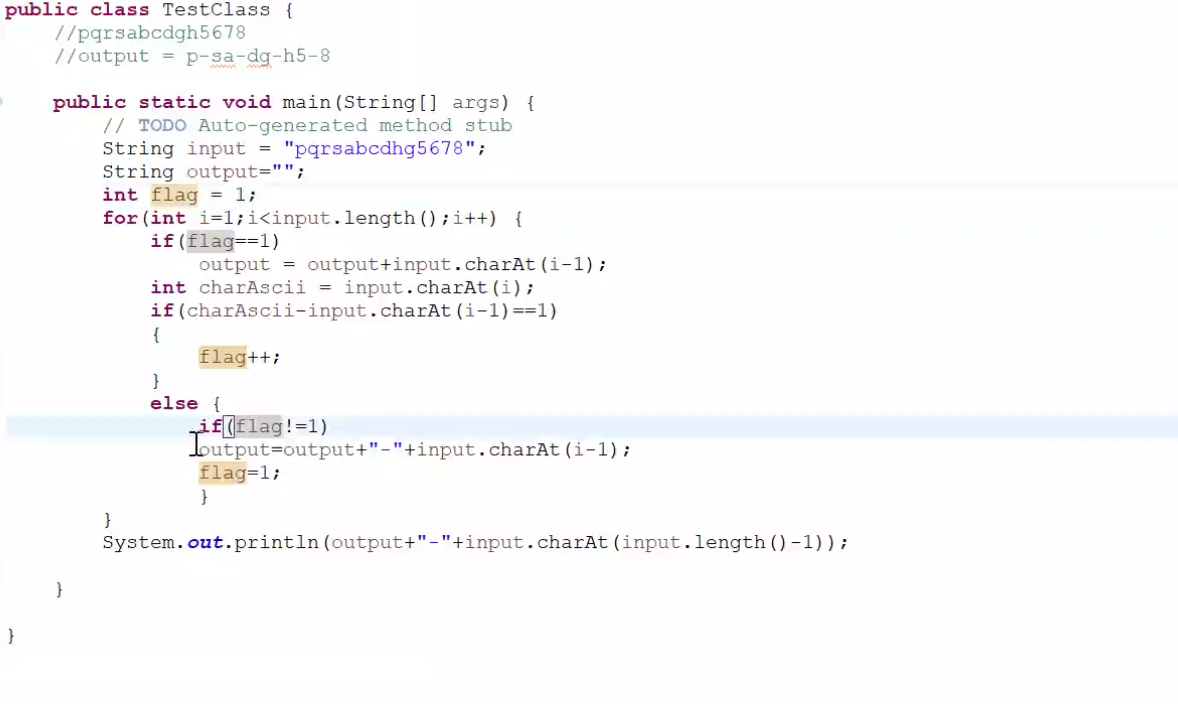 public class TestClass {
//pqrsabcdgh5678
//output = p-sa-dg-h5-8
public static void main(String[] args) {
// TODO Auto-generated method stub
String input = "pqrsabcdhg5678";
String output="";
int flag = 1;
for(int i=1;i<input.length();i++) {
if(flag==1)
output = output+input.charAt(i-1);
int charAscii = input.charAt(i);
if(charAscii-input.charAt(i-1)==1)
{
flag++;
}
else {
if(flag!=1)
output=output+"-"+input.charAt(i-1);
flag=1;
}
}
System.out.println(output+"-"+input.charAt(input.length()-1));
}
}